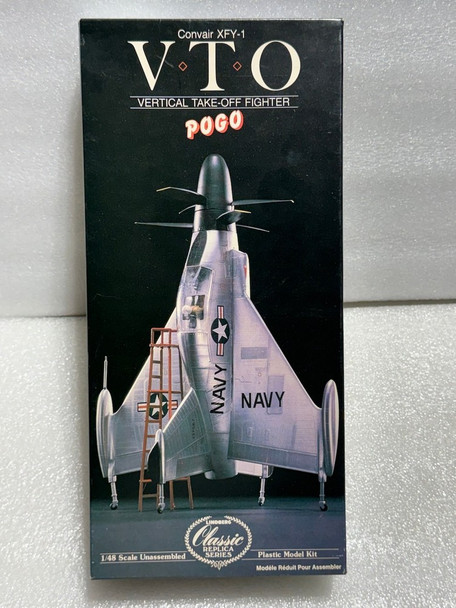 Convair XFY-1
V·T·O
VERTICAL TAKE-OFF FIGHTER
POGO
NAVY
NAVY
LINDBERG
Classic
REPLICA
SERIES
1/48 Scale Unassembled
Plastic Model Kit
Modèle Réduit Pour Assembler